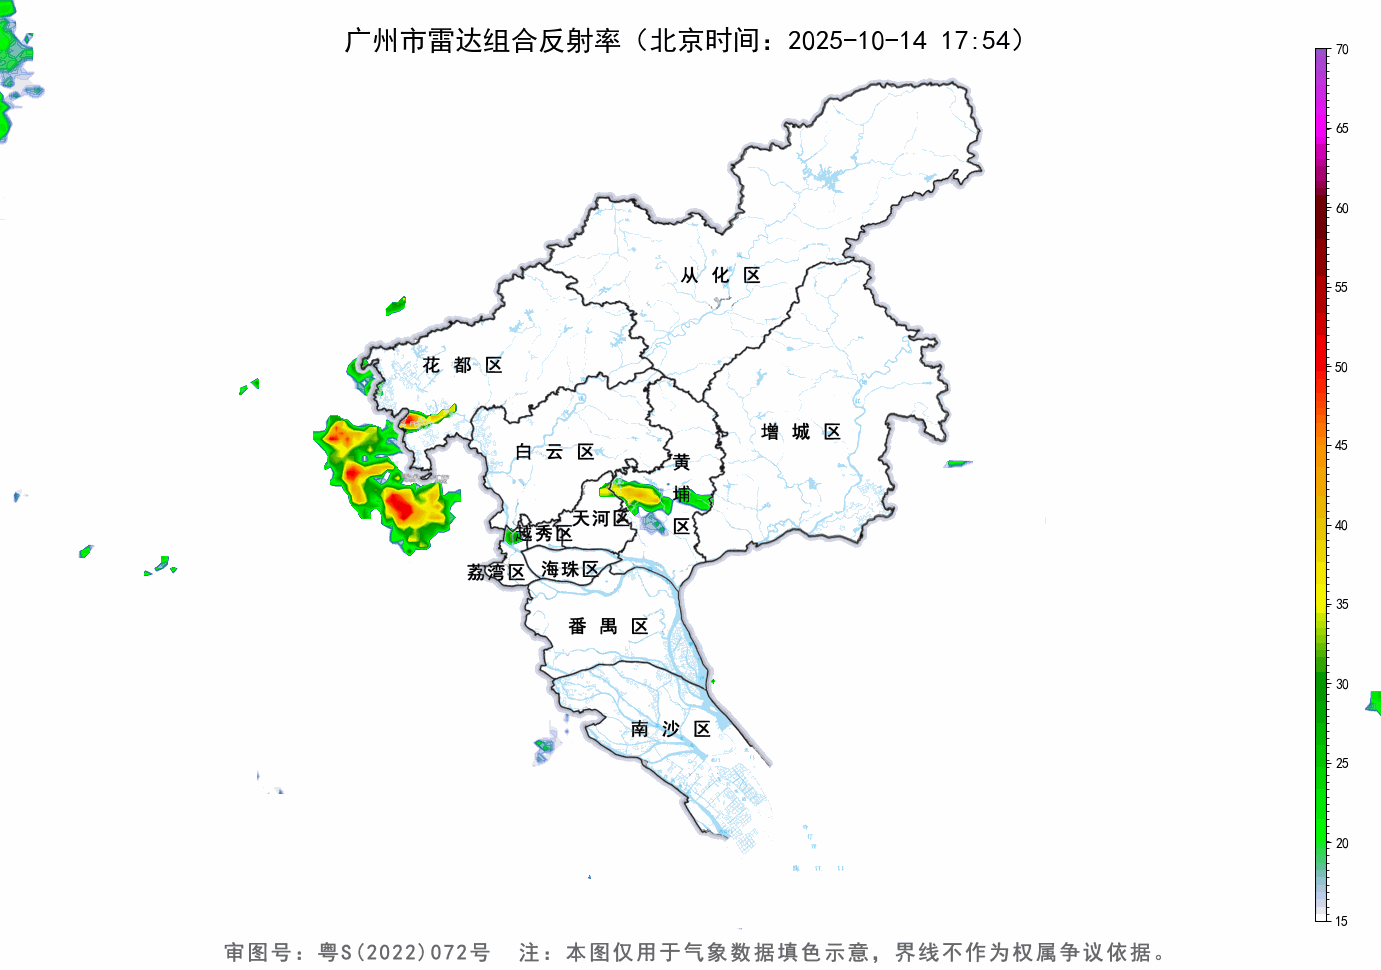 广州市雷达组合反射率（北京时间：2025-10-14 17:54）
70
65
60
55
50
45
40
35
30
25
20
15
从化区
花都区
增城区
白云区
黄埔区
天河区
越秀区
荔湾区
海珠区
番禺区
南沙区
审图号：粤S(2022)072号 注：本图仅用于气象数据填色示意，界线不作为权属争议依据。